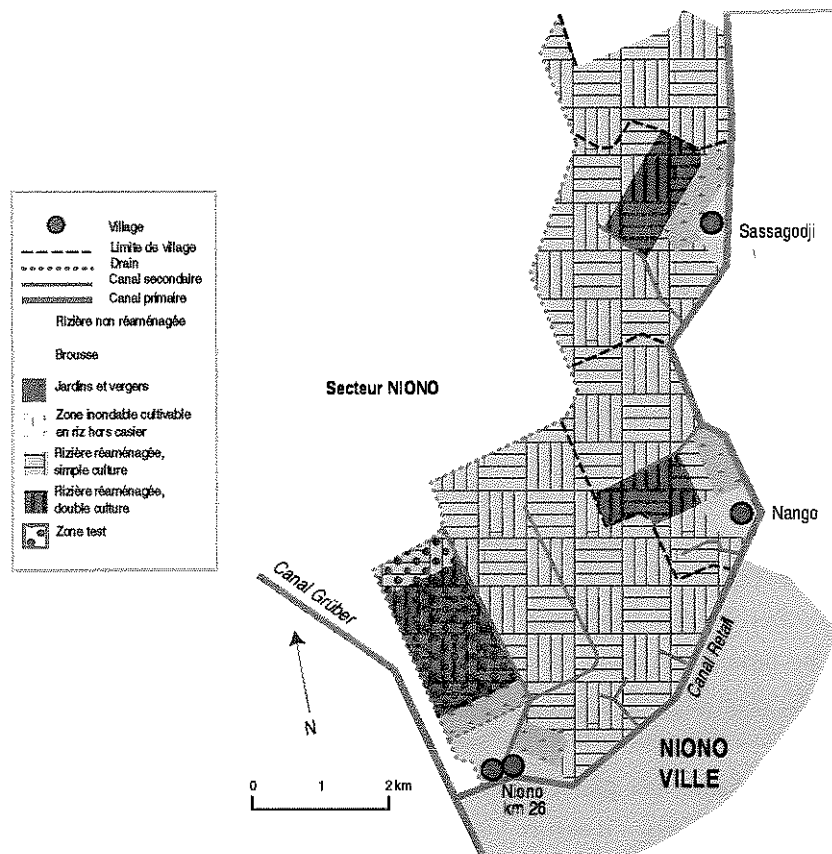 Village
Limite de village
Drain
Canal secondaire
Canal primaire
Rizière non réaménagée
Brousse
Jardins et vergers
Zone inondable cultivable
en riz hors casier
Rizière réaménagée,
simple culture
Rizière réaménagée,
double culture
Zone test
Sassagodji
Secteur NIONO
Nango
Canal Grüber
Canal Retail
N
NIONO
VILLE
Niono
km 26
0 1 2 km